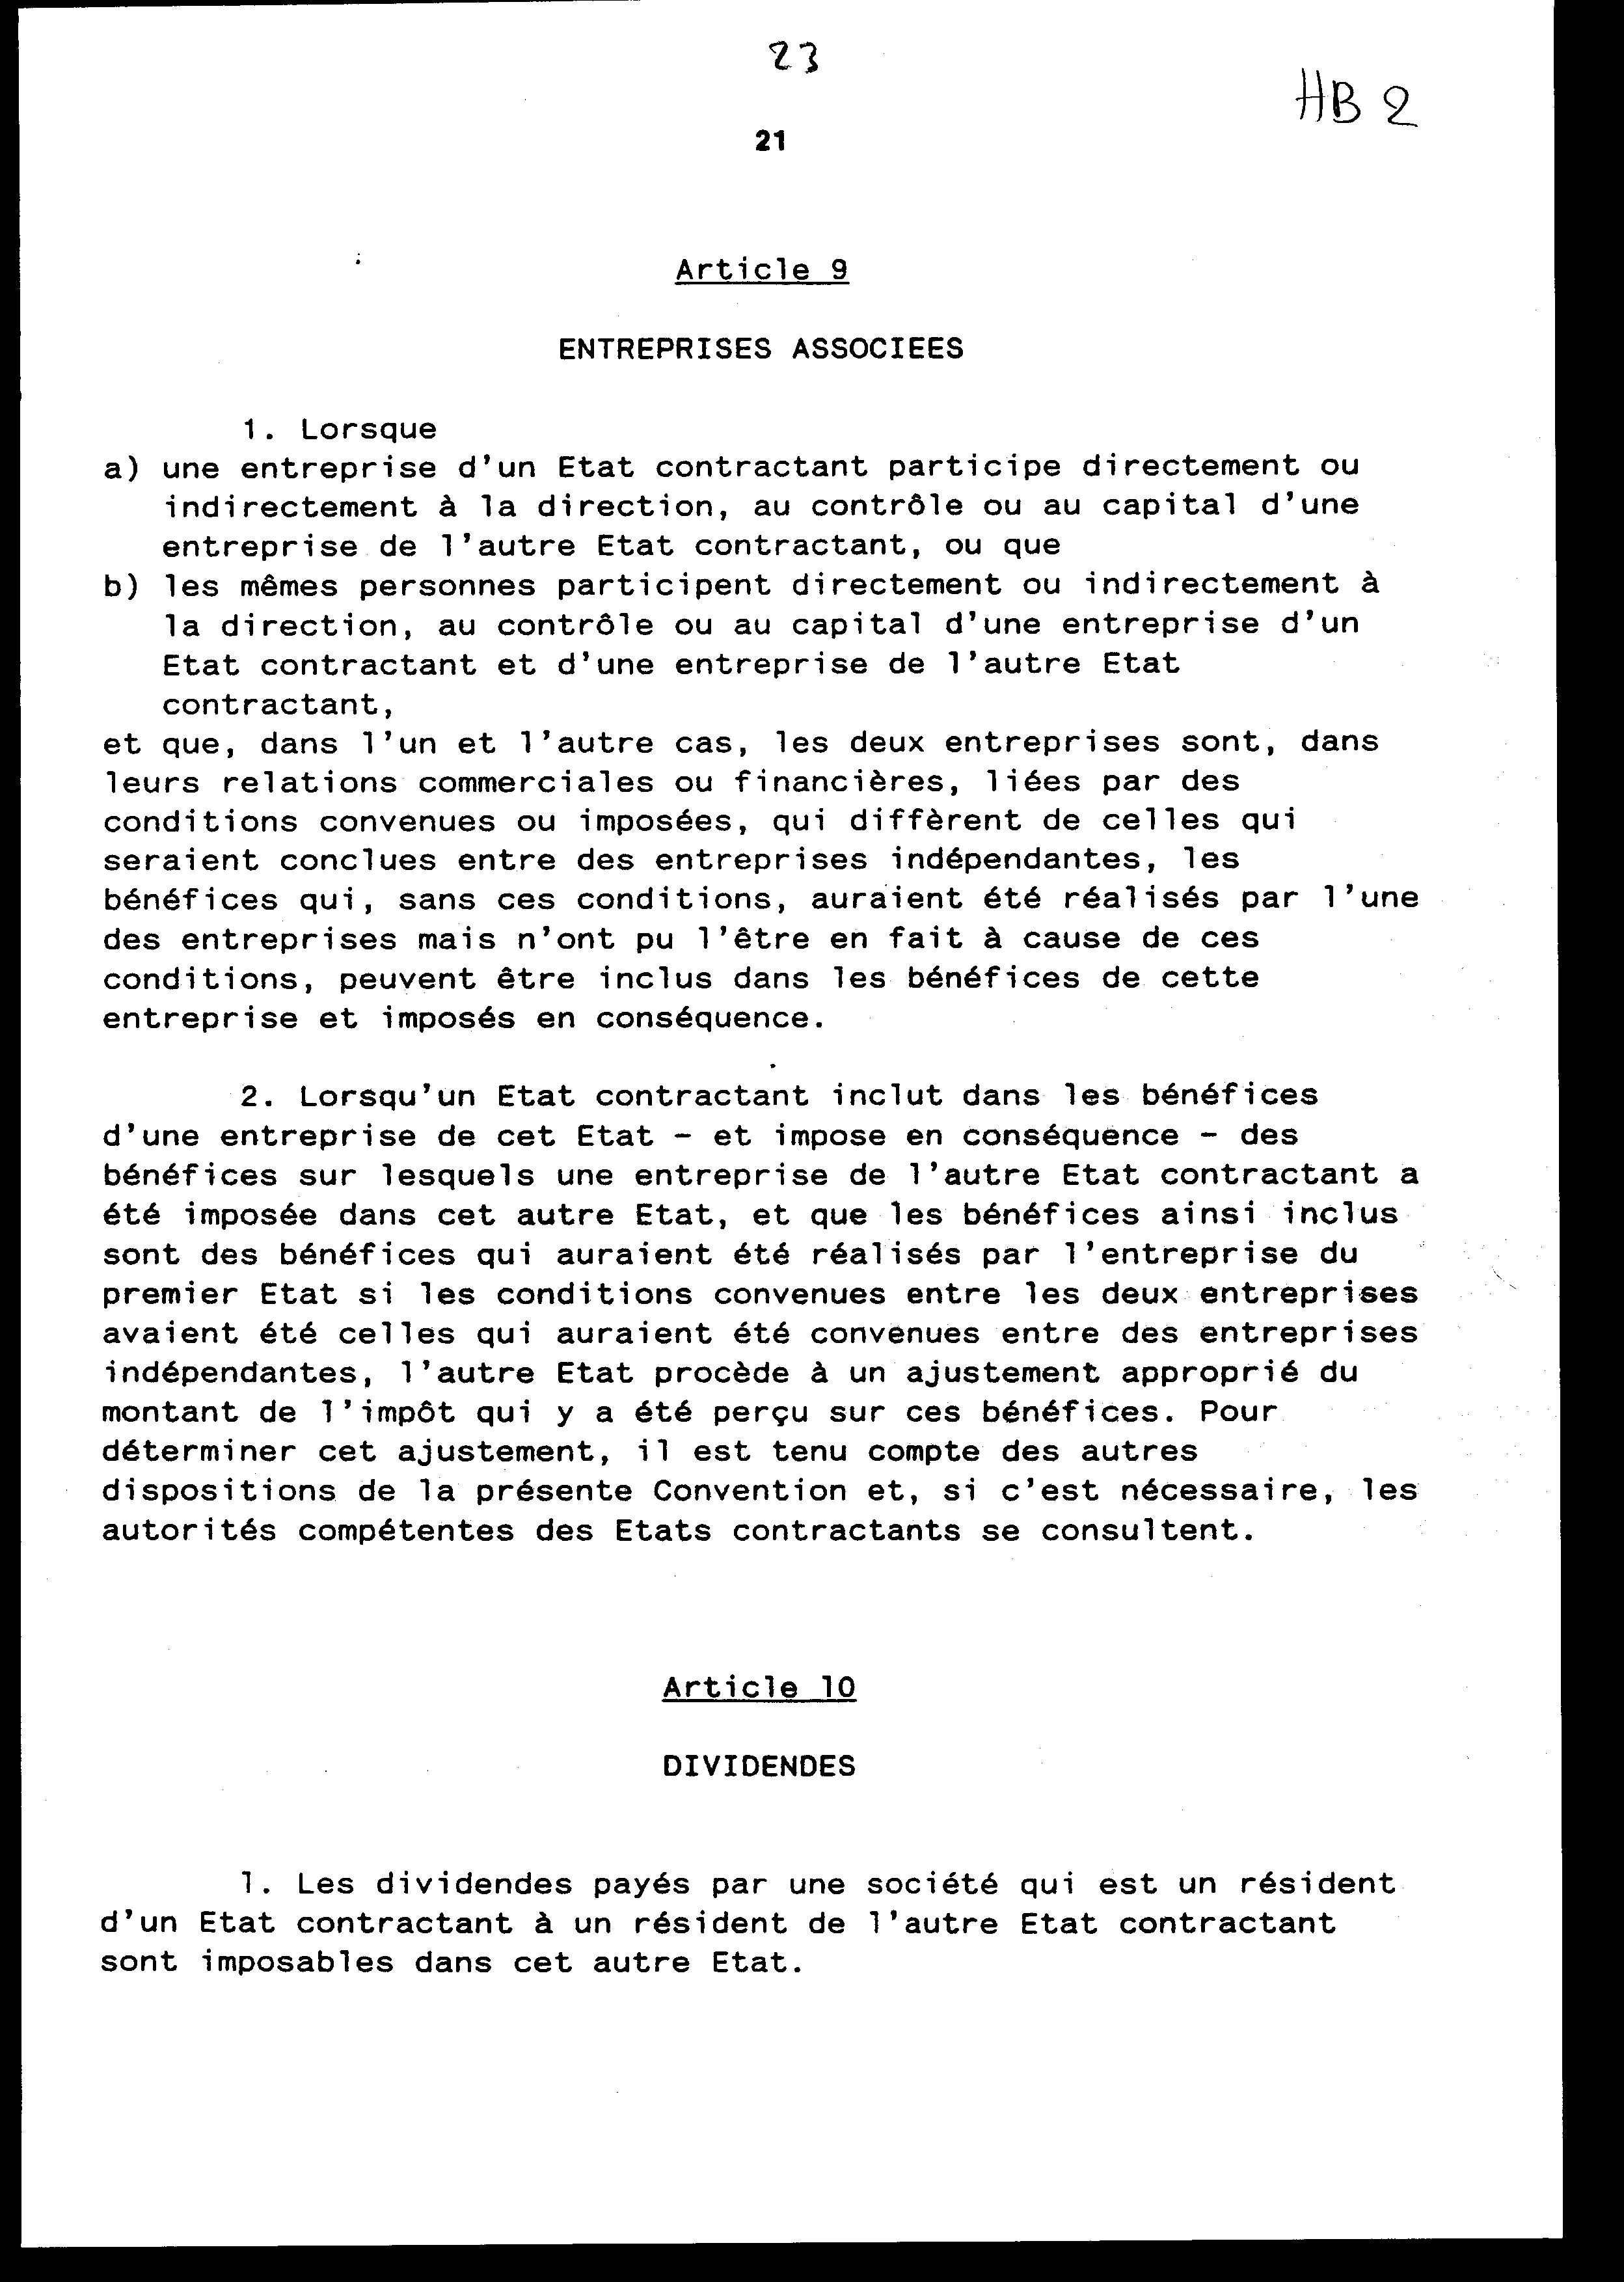 23
HB 2
21
Article 9
ENTREPRISES ASSOCIEES
1. Lorsque
a) une entreprise d'un Etat contractant participe directement ou
indirectement à la direction, au contrôle ou au capital d'une
entreprise de l'autre Etat contractant, ou que
b) les mêmes personnes participent directement ou indirectement à
la direction, au contrôle ou au capital d'une entreprise d'un
Etat contractant et d'une entreprise de l'autre Etat
contractant,
et que, dans l'un et l'autre cas, les deux entreprises sont, dans
leurs relations commerciales ou financières, liées par des
conditions convenues ou imposées, qui diffèrent de celles qui
seraient conclues entre des entreprises indépendantes, les
bénéfices qui, sans ces conditions, auraient été réalisés par l'une
des entreprises mais n'ont pu l'être en fait à cause de ces
conditions, peuvent être inclus dans les bénéfices de cette
entreprise et imposés en conséquence.
2. Lorsqu'un Etat contractant inclut dans les bénéfices
d'une entreprise de cet Etat - et impose en conséquence - des
bénéfices sur lesquels une entreprise de l'autre Etat contractant a
été imposée dans cet autre Etat, et que les bénéfices ainsi inclus
sont des bénéfices qui auraient été réalisés par l'entreprise du
premier Etat si les conditions convenues entre les deux entreprises
avaient été celles qui auraient été convenues entre des entreprises
indépendantes, l'autre Etat procède à un ajustement approprié du
montant de l'impôt qui y a été perçu sur ces bénéfices. Pour
déterminer cet ajustement, il est tenu compte des autres
dispositions de la présente Convention et, si c'est nécessaire, les
autorités compétentes des Etats contractants se consultent.
Article 10
DIVIDENDES
1. Les dividendes payés par une société qui est un résident
d'un Etat contractant à un résident de l'autre Etat contractant
sont imposables dans cet autre Etat.